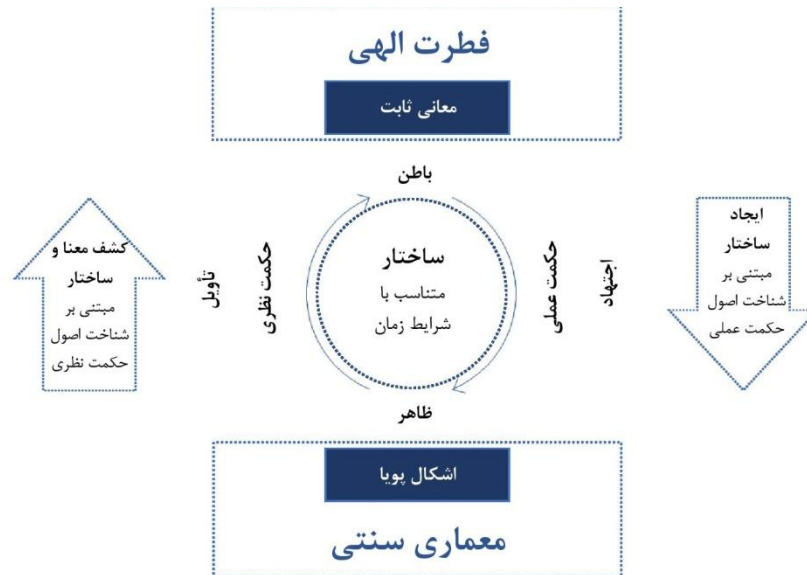 فطرت الهی
معانی ثابت
باطن
ایجاد
ساختار
مبتنی بر
شناخت اصول
حکمت عملی
اجتهاد
حکمت عملی
ساختار
متناسب با
شرایط زمان
حکمت نظری
تأویل
کشف معنا و
ساختار
مبتنی بر
شناخت اصول
حکمت نظری
ظاهر
اشکال پویا
معماری سنتی